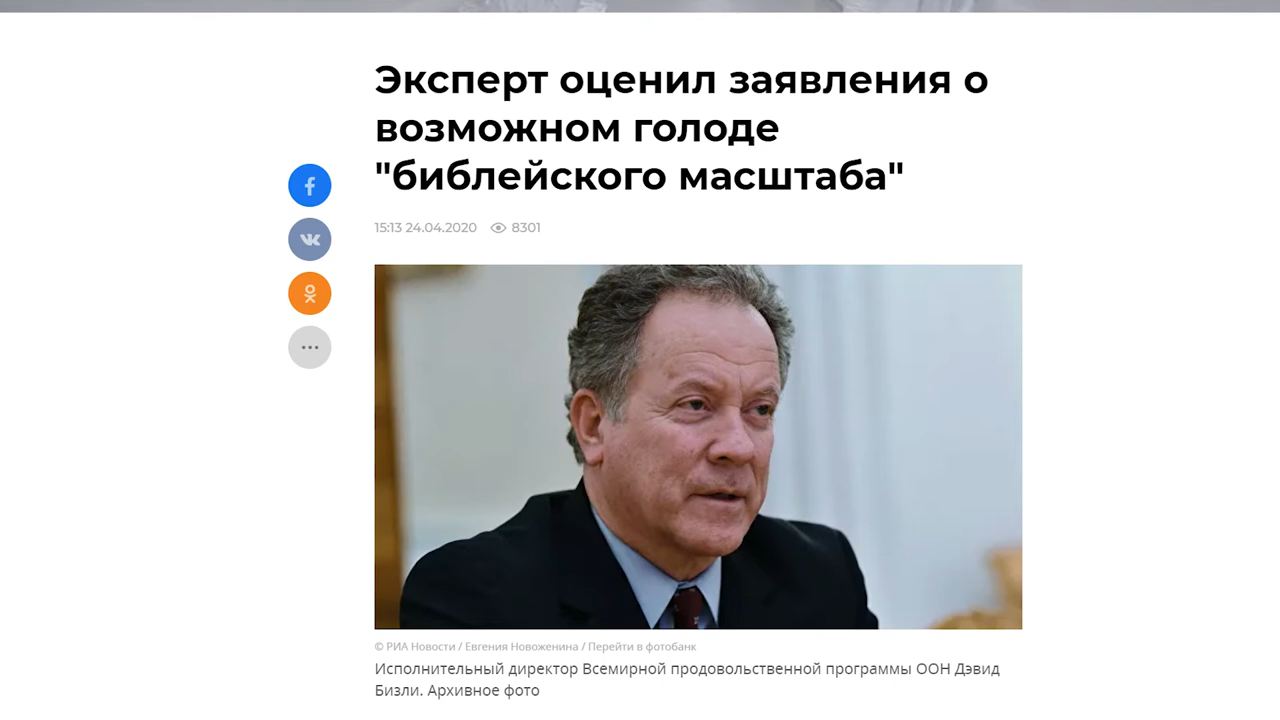 Эксперт оценил заявления о
возможном голоде
"библейского масштаба"
15:13 24.04.2020 8301
© РИА Новости / Евгения Новоженина / Перейти в фотобанк
Исполнительный директор Всемирной продовольственной программы ООН Дэвид
Бизли. Архивное фото